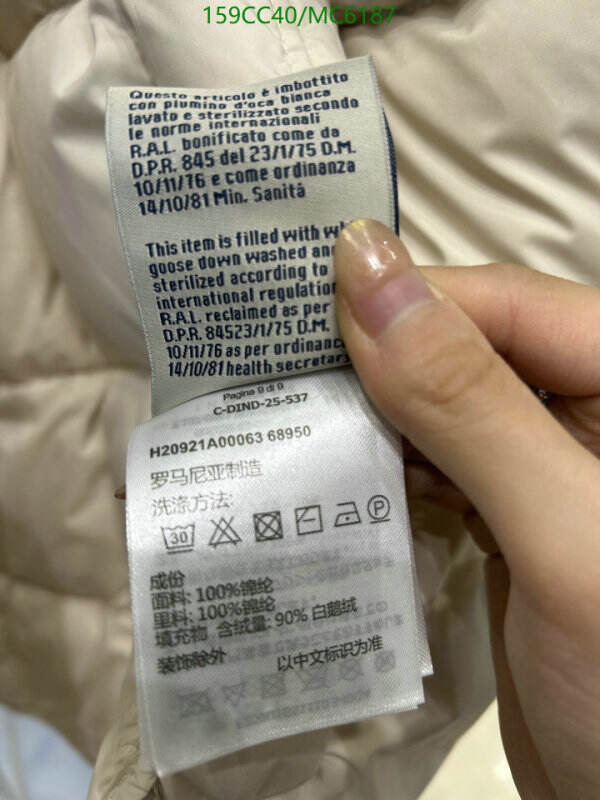 159CC40/MC6187
Questo articolo è imbottito
con piumino d'oca bianca
lavato e sterilizzato secondo
le norme internazionali
R.A.L. bonificato come da
D.P.R. 845 del 23/1/75 D.M.
10/11/76 e come ordinanza
14/10/81 Min. Sanitá
This item is filled with
goose down washed and
sterilized according to
international
R.A.L. reclaimed as per
D.P.R. 84523/1/75 D.M.
10/11/76 as per
14/10/81 health
Pagina 9 di 9
C-DIND-25-537
H20921A00063 68950
罗马尼亚制造
洗涤方法:
30
P
成份
面料: 100%锦纶
里料: 100%锦纶
填充物 含绒量: 90% 白鹅绒
装饰除外 以中文标识为准